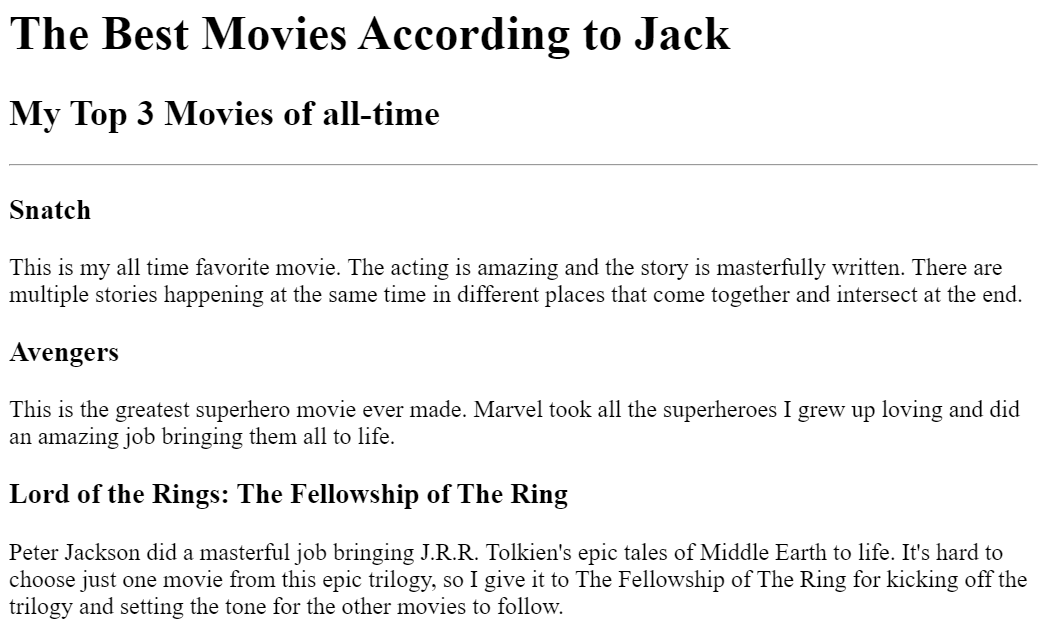 The Best Movies According to Jack
My Top 3 Movies of all-time
Snatch
This is my all time favorite movie. The acting is amazing and the story is masterfully written. There are
multiple stories happening at the same time in different places that come together and intersect at the end.
Avengers
This is the greatest superhero movie ever made. Marvel took all the superheroes I grew up loving and did
an amazing job bringing them all to life.
Lord of the Rings: The Fellowship of The Ring
Peter Jackson did a masterful job bringing J.R.R. Tolkien's epic tales of Middle Earth to life. It's hard to
choose just one movie from this epic trilogy, so I give it to The Fellowship of The Ring for kicking off the
trilogy and setting the tone for the other movies to follow.